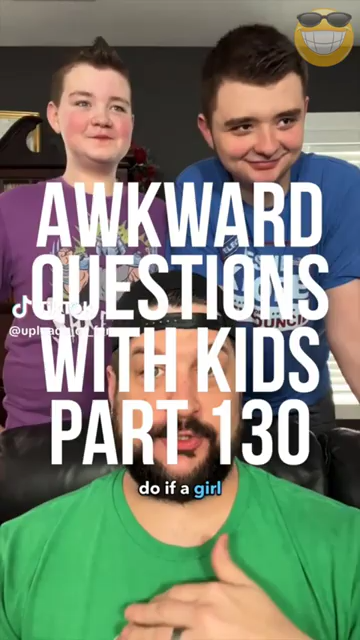 AWKWARD
QUESTIONS
WITH KIDS
PART 130
do if a girl